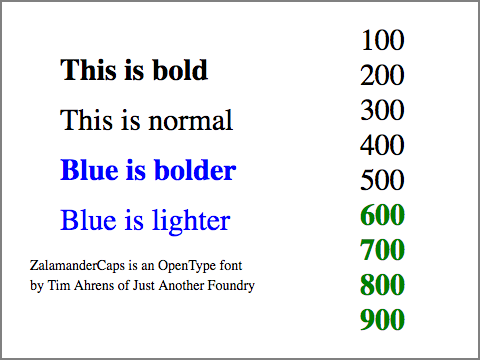 This is bold
This is normal
Blue is bolder
Blue is lighter
ZalamanderCaps is an OpenType font
by Tim Ahrens of Just Another Foundry
100
200
300
400
500
600
700
800
900